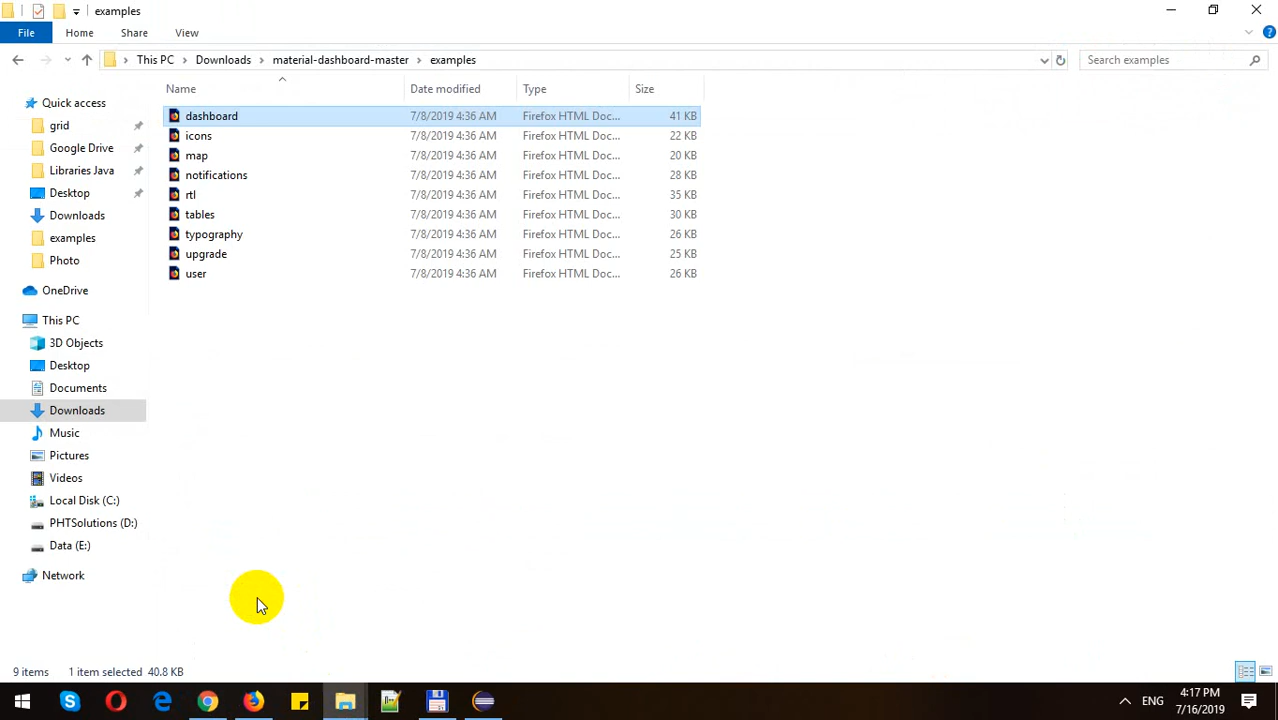 examples
File Home Share View
This PC Downloads material-dashboard-master examples Search examples
Name Date modified Type Size
Quick access
grid
Google Drive
Libraries Java
Desktop
Downloads
examples
Photo
OneDrive
This PC
3D Objects
Desktop
Documents
Downloads
Music
Pictures
Videos
Local Disk (C:)
PHTSolutions (D:)
Data (E:)
Network
dashboard 7/8/2019 4:36 AM Firefox HTML Doc... 41 KB
icons 7/8/2019 4:36 AM Firefox HTML Doc... 22 KB
map 7/8/2019 4:36 AM Firefox HTML Doc... 20 KB
notifications 7/8/2019 4:36 AM Firefox HTML Doc... 28 KB
rtl 7/8/2019 4:36 AM Firefox HTML Doc... 35 KB
tables 7/8/2019 4:36 AM Firefox HTML Doc... 30 KB
typography 7/8/2019 4:36 AM Firefox HTML Doc... 26 KB
upgrade 7/8/2019 4:36 AM Firefox HTML Doc... 25 KB
user 7/8/2019 4:36 AM Firefox HTML Doc... 26 KB
9 items 1 item selected 40.8 KB
ENG
4:17 PM
7/16/2019